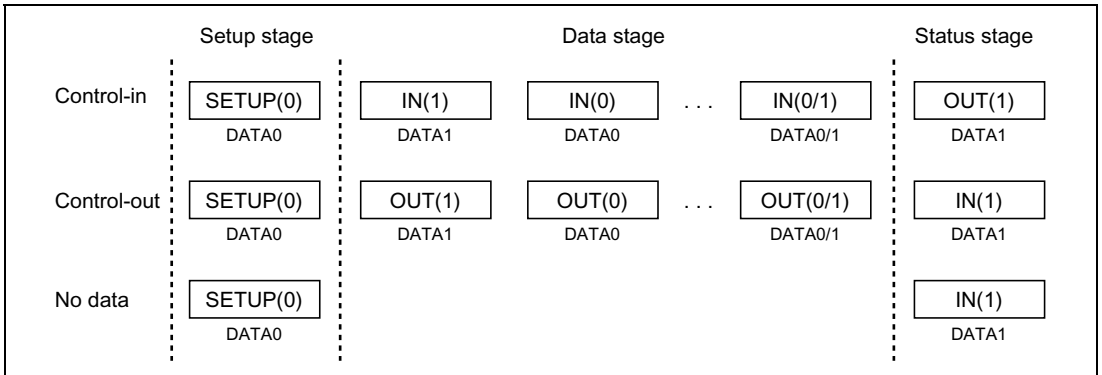 Setup stage Data stage Status stage
Control-in SETUP(0) IN(1) IN(0) . . . IN(0/1) OUT(1)
DATA0 DATA1 DATA0 DATA0/1 DATA1
Control-out SETUP(0) OUT(1) OUT(0) . . . OUT(0/1) IN(1)
DATA0 DATA1 DATA0 DATA0/1 DATA1
No data SETUP(0) IN(1)
DATA0 DATA1